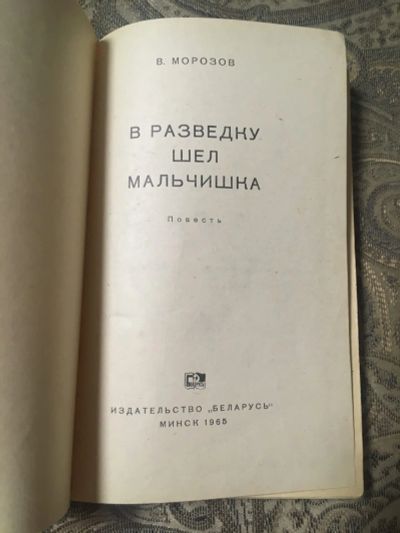 В. МОРОЗОВ
В РАЗВЕДКУ
ШЕЛ
МАЛЬЧИШКА
Повесть
ИЗДАТЕЛЬСТВО „БЕЛАРУСЬ"
МИНСК 1965